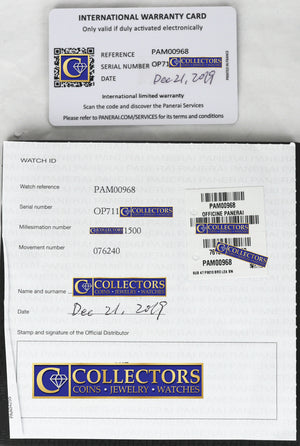 INTERNATIONAL WARRANTY CARD
Only valid if duly activated electronically
REFERENCE PAM00968
SERIAL NUMBER OP71 COLLECTORS
DATE Dec 21, 2019
International limited warranty
Scan the code and discover the Panerai Services
Please refer to PANERAI.COM/SERVICES for its terms and conditions
WATCH ID
Watch reference PAM00968
Serial number OP711 COLLECTORS
Millesimation number 1500
Movement number 076240
PAM00968
OFFICINE PANERAI
COLLECTORS
PAM00968
Name and surname COLLECTORS
COINS • JEWELRY • WATCHES
Date Dec 21, 2019
Stamp and signature of the Official Distributor
COLLECTORS
COINS • JEWELRY • WATCHES